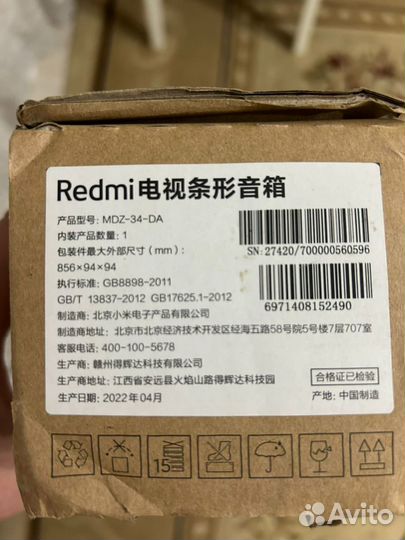 Redmi电视条形音箱
产品型号：MDZ-34-DA
内装产品数量：1
包装件最大外部尺寸（mm）：
856×94×94
执行标准：GB8898-2011
GB/T 13837-2012 GB17625.1-2012
制造商：北京小米电子产品有限公司
制造商地址：北京市北京经济技术开发区经海五路58号院5号楼7层707室
客服电话：400-100-5678
生产商：赣州得辉达科技有限公司
生产商地址：江西省安远县火焰山路得辉达科技园
生产日期：2022年04月
SN:27420/700000560596
6971408152490
合格证已检验
产地：中国制造
15
Avito